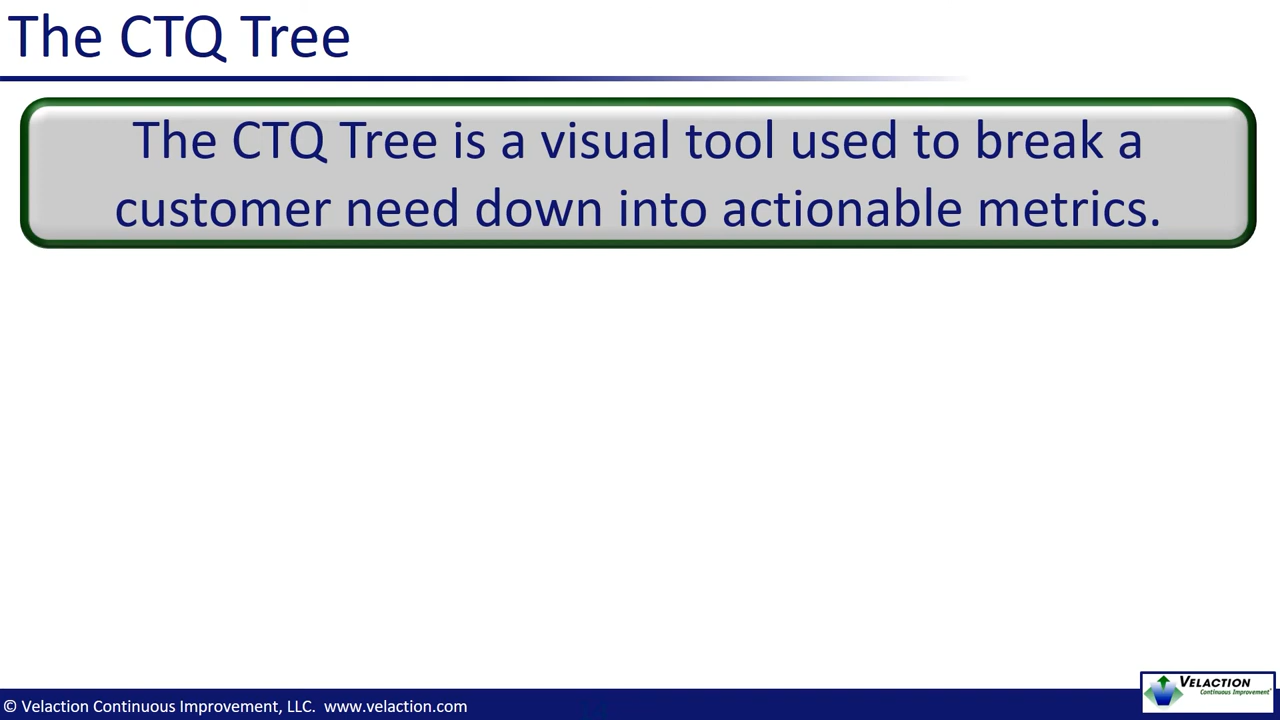 The CTQ Tree
The CTQ Tree is a visual tool used to break a
customer need down into actionable metrics.
© Velaction Continuous Improvement, LLC. www.velaction.com
VELACTION
Continuous Improvement